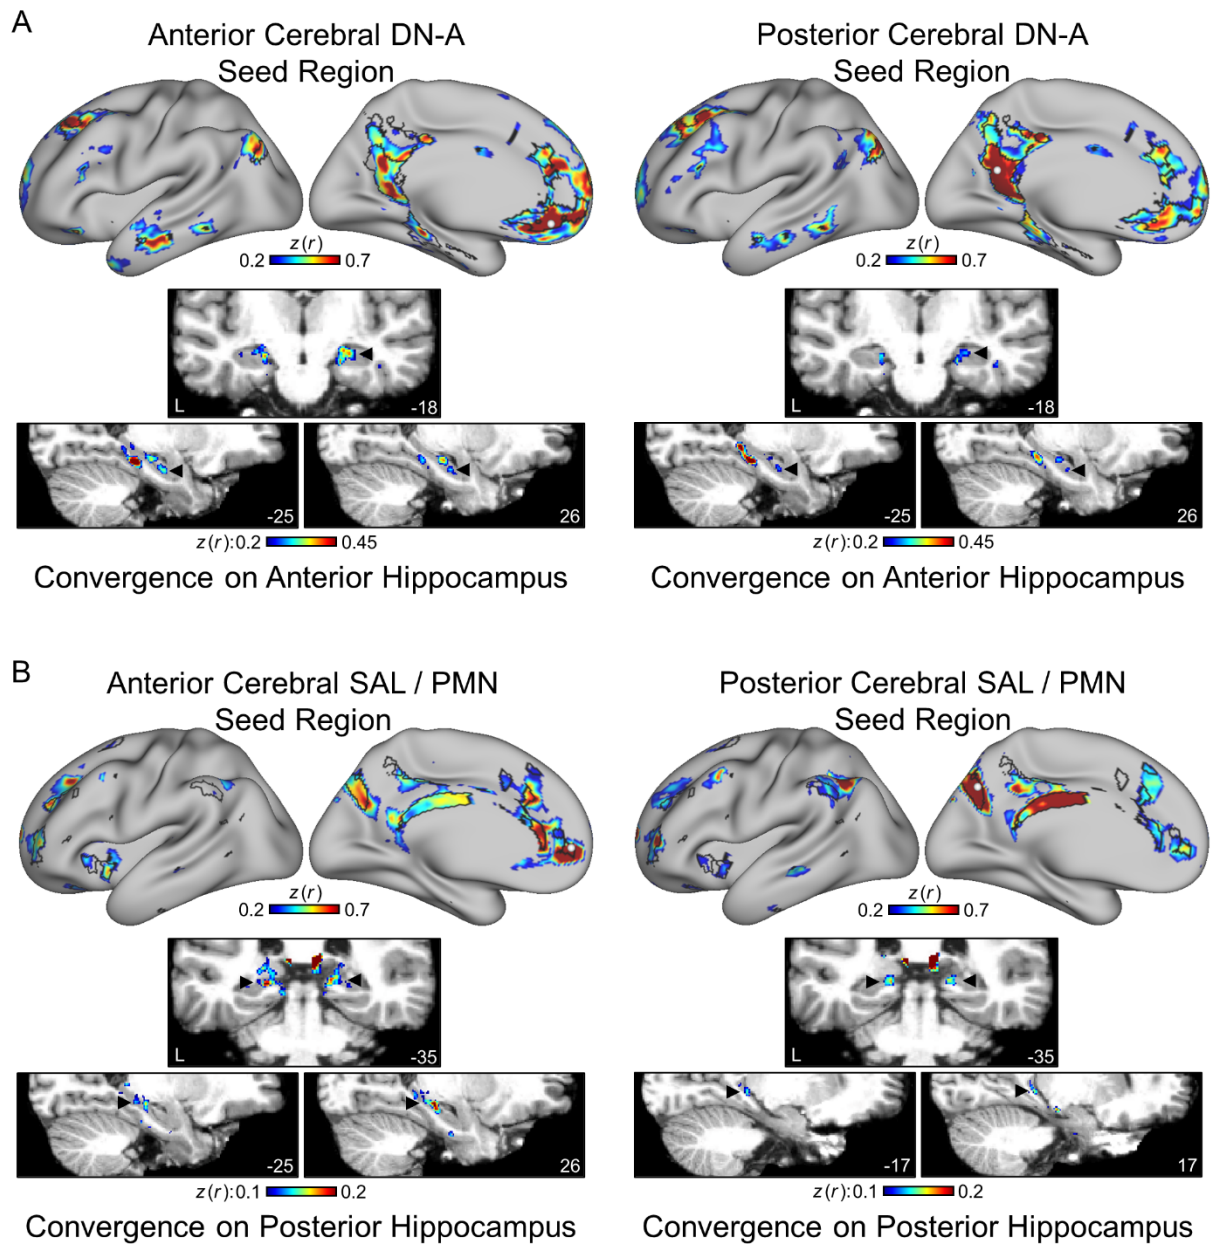 A
Anterior Cerebral DN-A
Seed Region
Posterior Cerebral DN-A
Seed Region
z(r)
0.2 0.7
z(r)
0.2 0.7
L -18
L -18
-25 26
-25 26
z(r): 0.2 0.45
z(r): 0.2 0.45
Convergence on Anterior Hippocampus
Convergence on Anterior Hippocampus
B
Anterior Cerebral SAL / PMN
Seed Region
Posterior Cerebral SAL / PMN
Seed Region
z(r)
0.2 0.7
z(r)
0.2 0.7
L -35
L -35
-25 26
-17 17
z(r): 0.1 0.2
z(r): 0.1 0.2
Convergence on Posterior Hippocampus
Convergence on Posterior Hippocampus